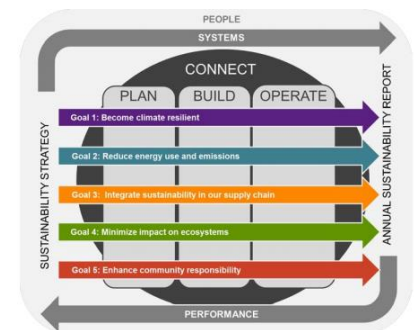 PEOPLE
SYSTEMS
CONNECT
PLAN
BUILD
OPERATE
Goal 1: Become climate resilient
Goal 2: Reduce energy use and emissions
Goal 3: Integrate sustainability in our supply chain
Goal 4: Minimize impact on ecosystems
Goal 5: Enhance community responsibility
SUSTAINABILITY STRATEGY
ANNUAL SUSTAINABILITY REPORT
PERFORMANCE